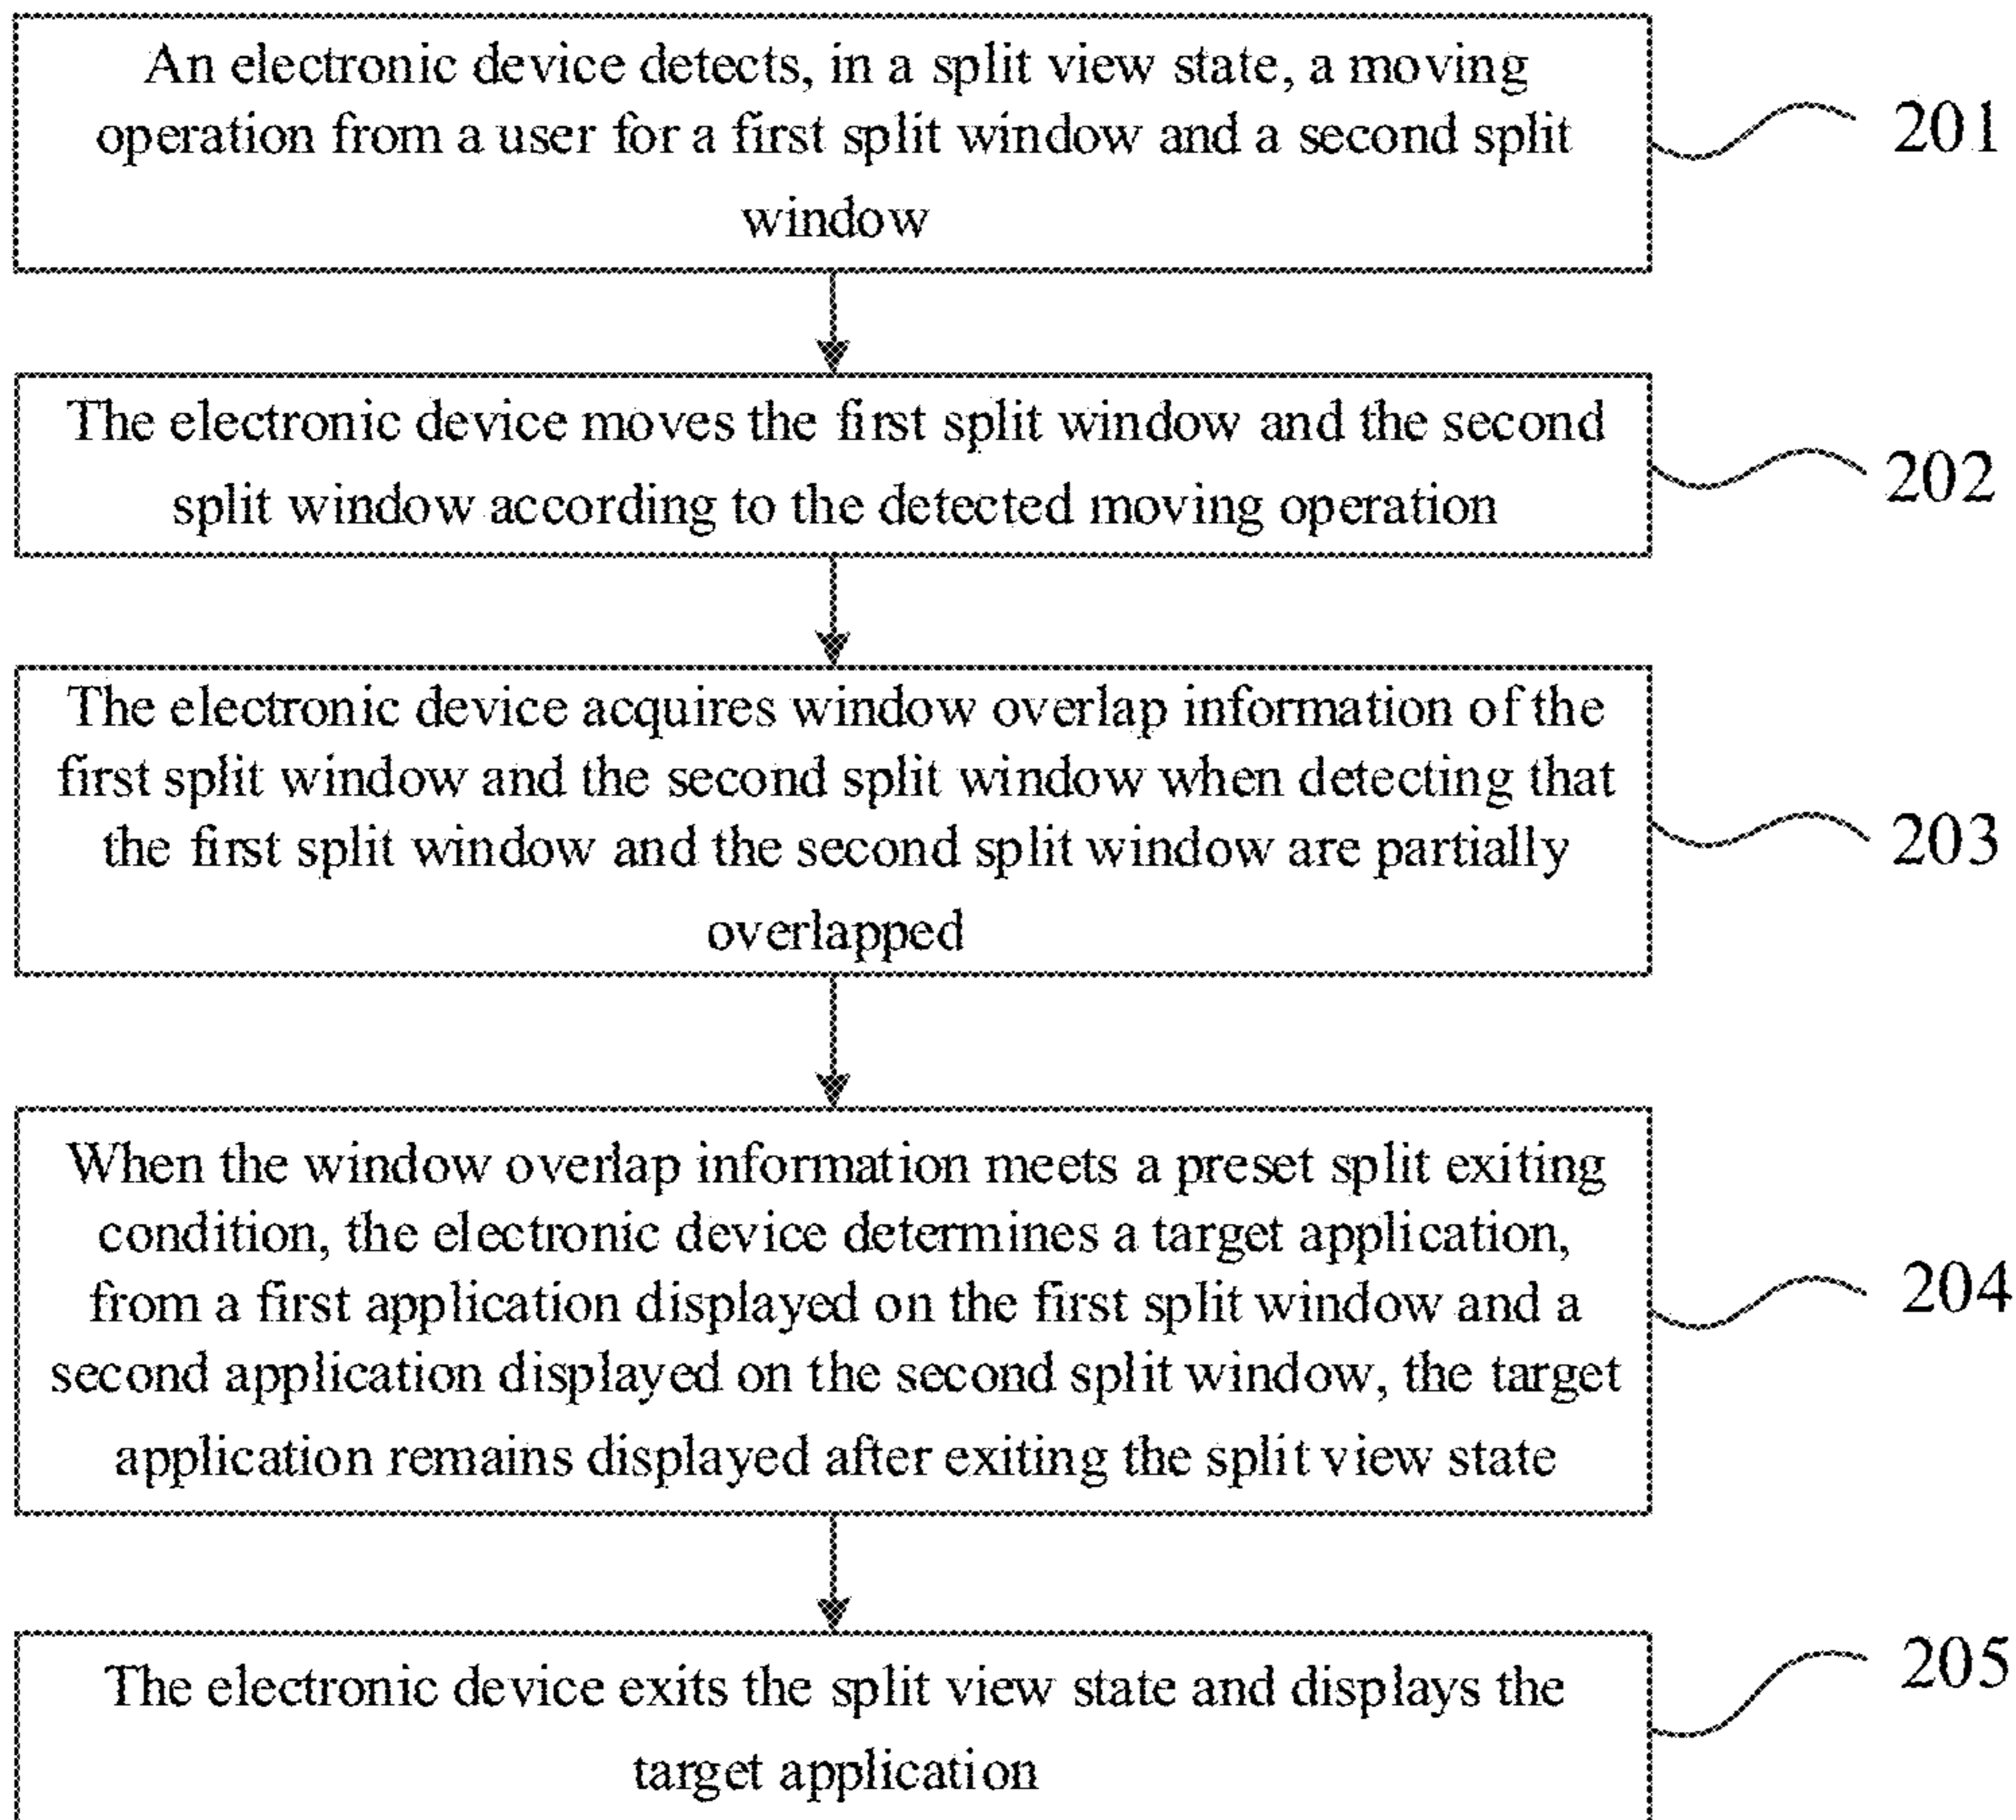 An electronic device detects, in a split view state, a moving
operation from a user for a first split window and a second split
window
201
The electronic device moves the first split window and the second
split window according to the detected moving operation
202
The electronic device acquires window overlap information of the
first split window and the second split window when detecting that
the first split window and the second split window are partially
overlapped
203
When the window overlap information meets a preset split exiting
condition, the electronic device determines a target application,
from a first application displayed on the first split window and a
second application displayed on the second split window, the target
application remains displayed after exiting the split view state
204
The electronic device exits the split view state and displays the
target application
205